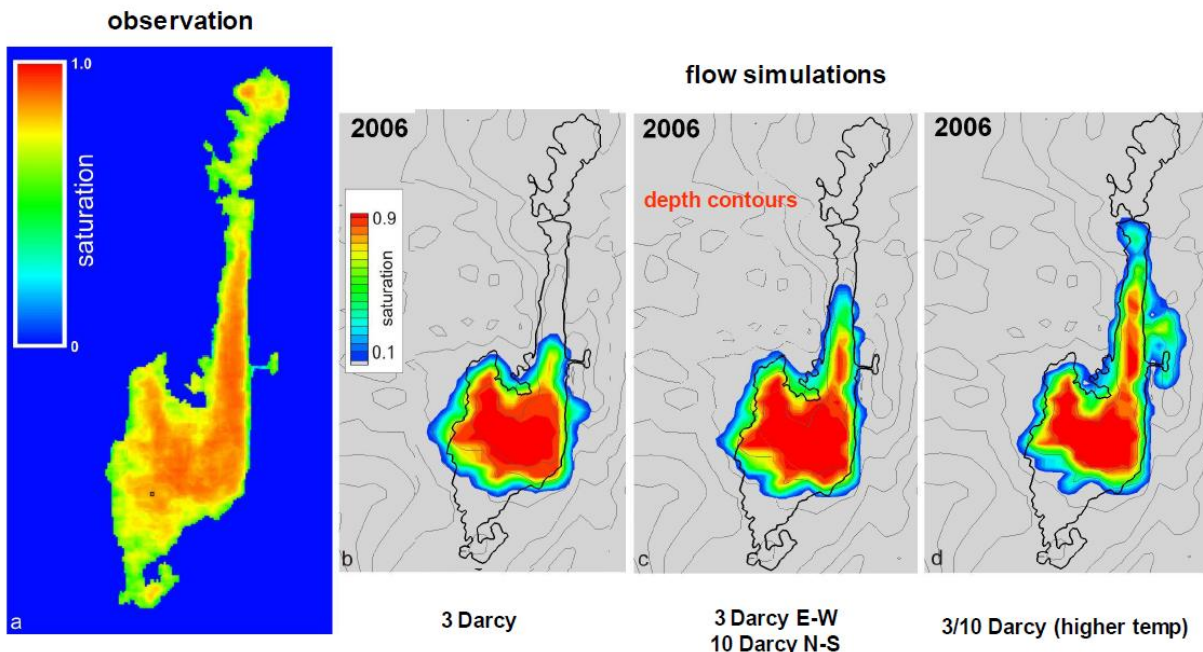 observation
flow simulations
1.0
saturation
0
a
2006
0.9
saturation
0.1
b
2006
depth contours
c
2006
d
3 Darcy
3 Darcy E-W
10 Darcy N-S
3/10 Darcy (higher temp)